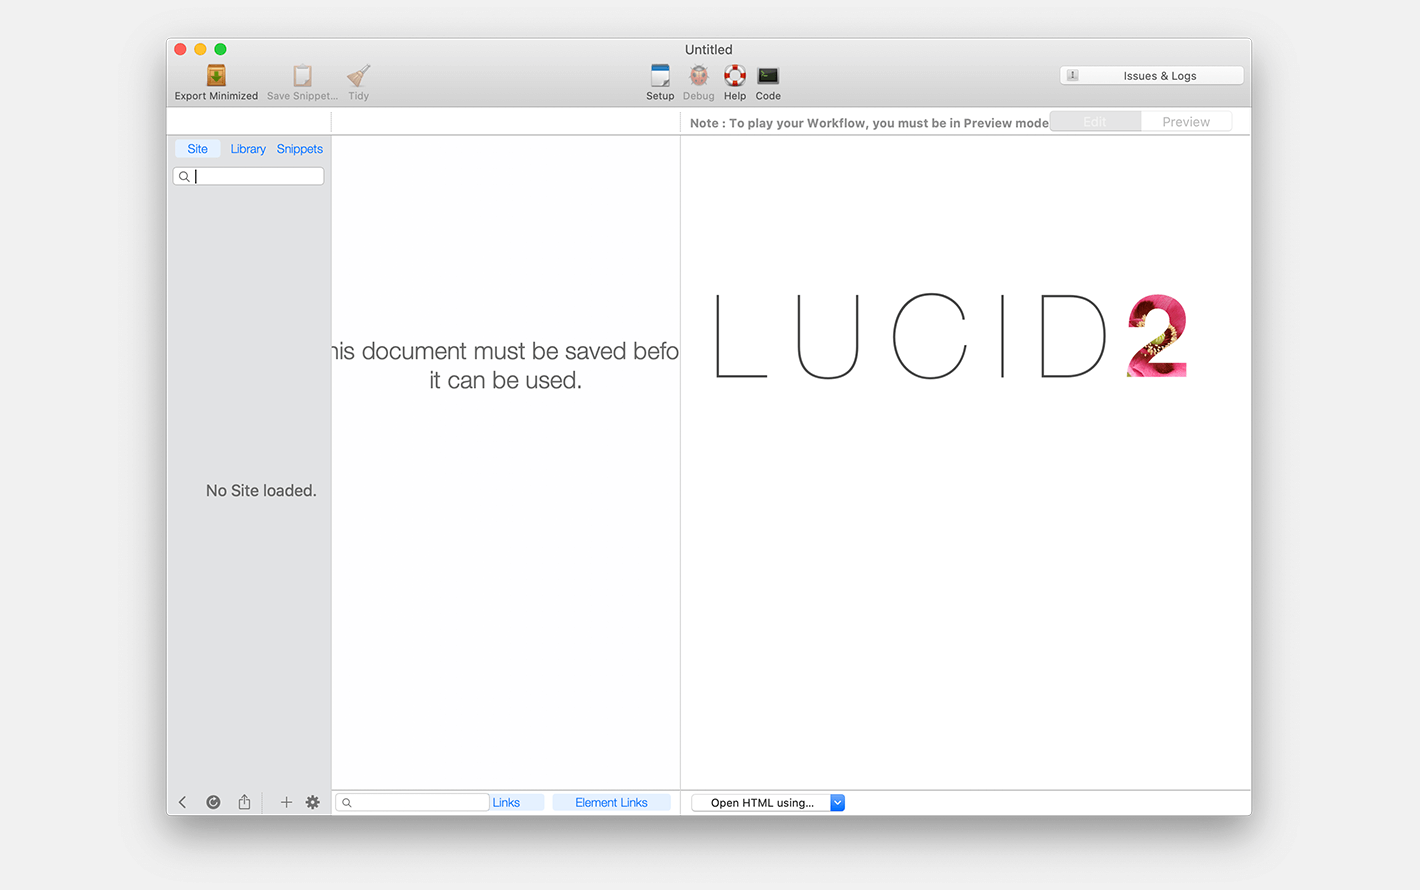 Untitled
Export Minimized
Save Snippet...
Tidy
Setup
Debug
Help
Code
Issues & Logs
Note : To play your Workflow, you must be in Preview mode
Edit
Preview
Site
Library
Snippets
LUCID2
his document must be saved befo
it can be used.
No Site loaded.
Links
Element Links
Open HTML using...